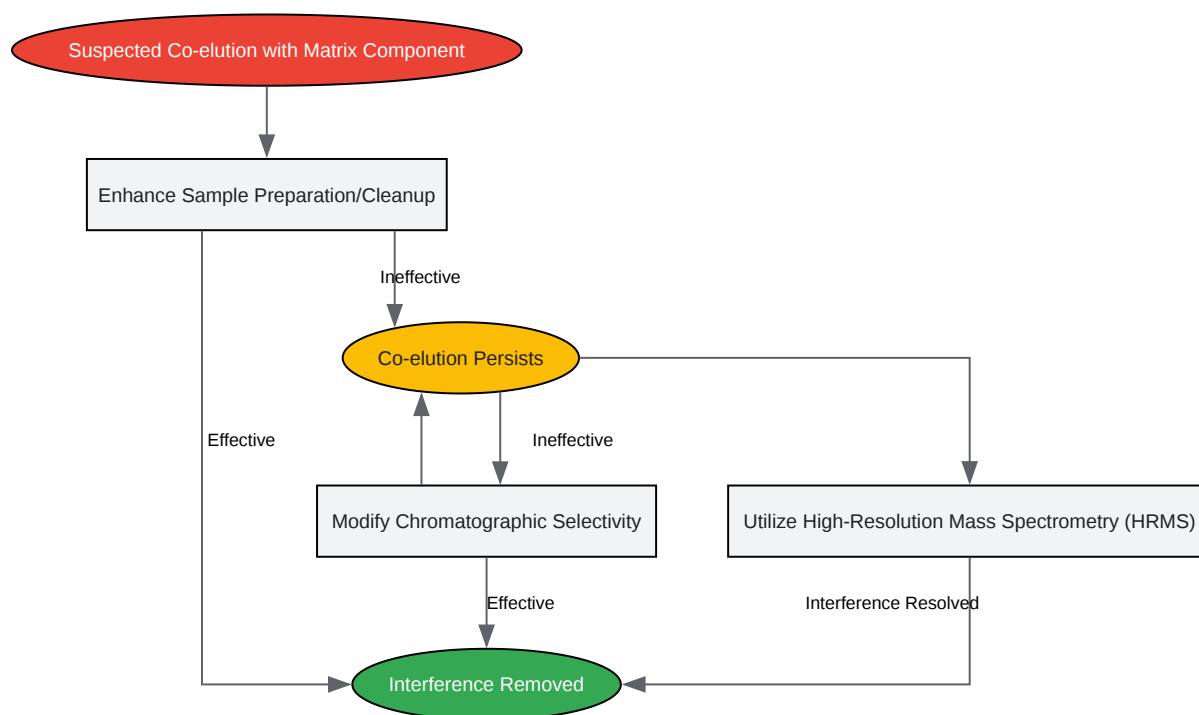 Suspected Co-elution with Matrix Component
Enhance Sample Preparation/Cleanup
Ineffective
Co-elution Persists
Effective
Ineffective
Modify Chromatographic Selectivity
Utilize High-Resolution Mass Spectrometry (HRMS)
Effective
Interference Resolved
Interference Removed